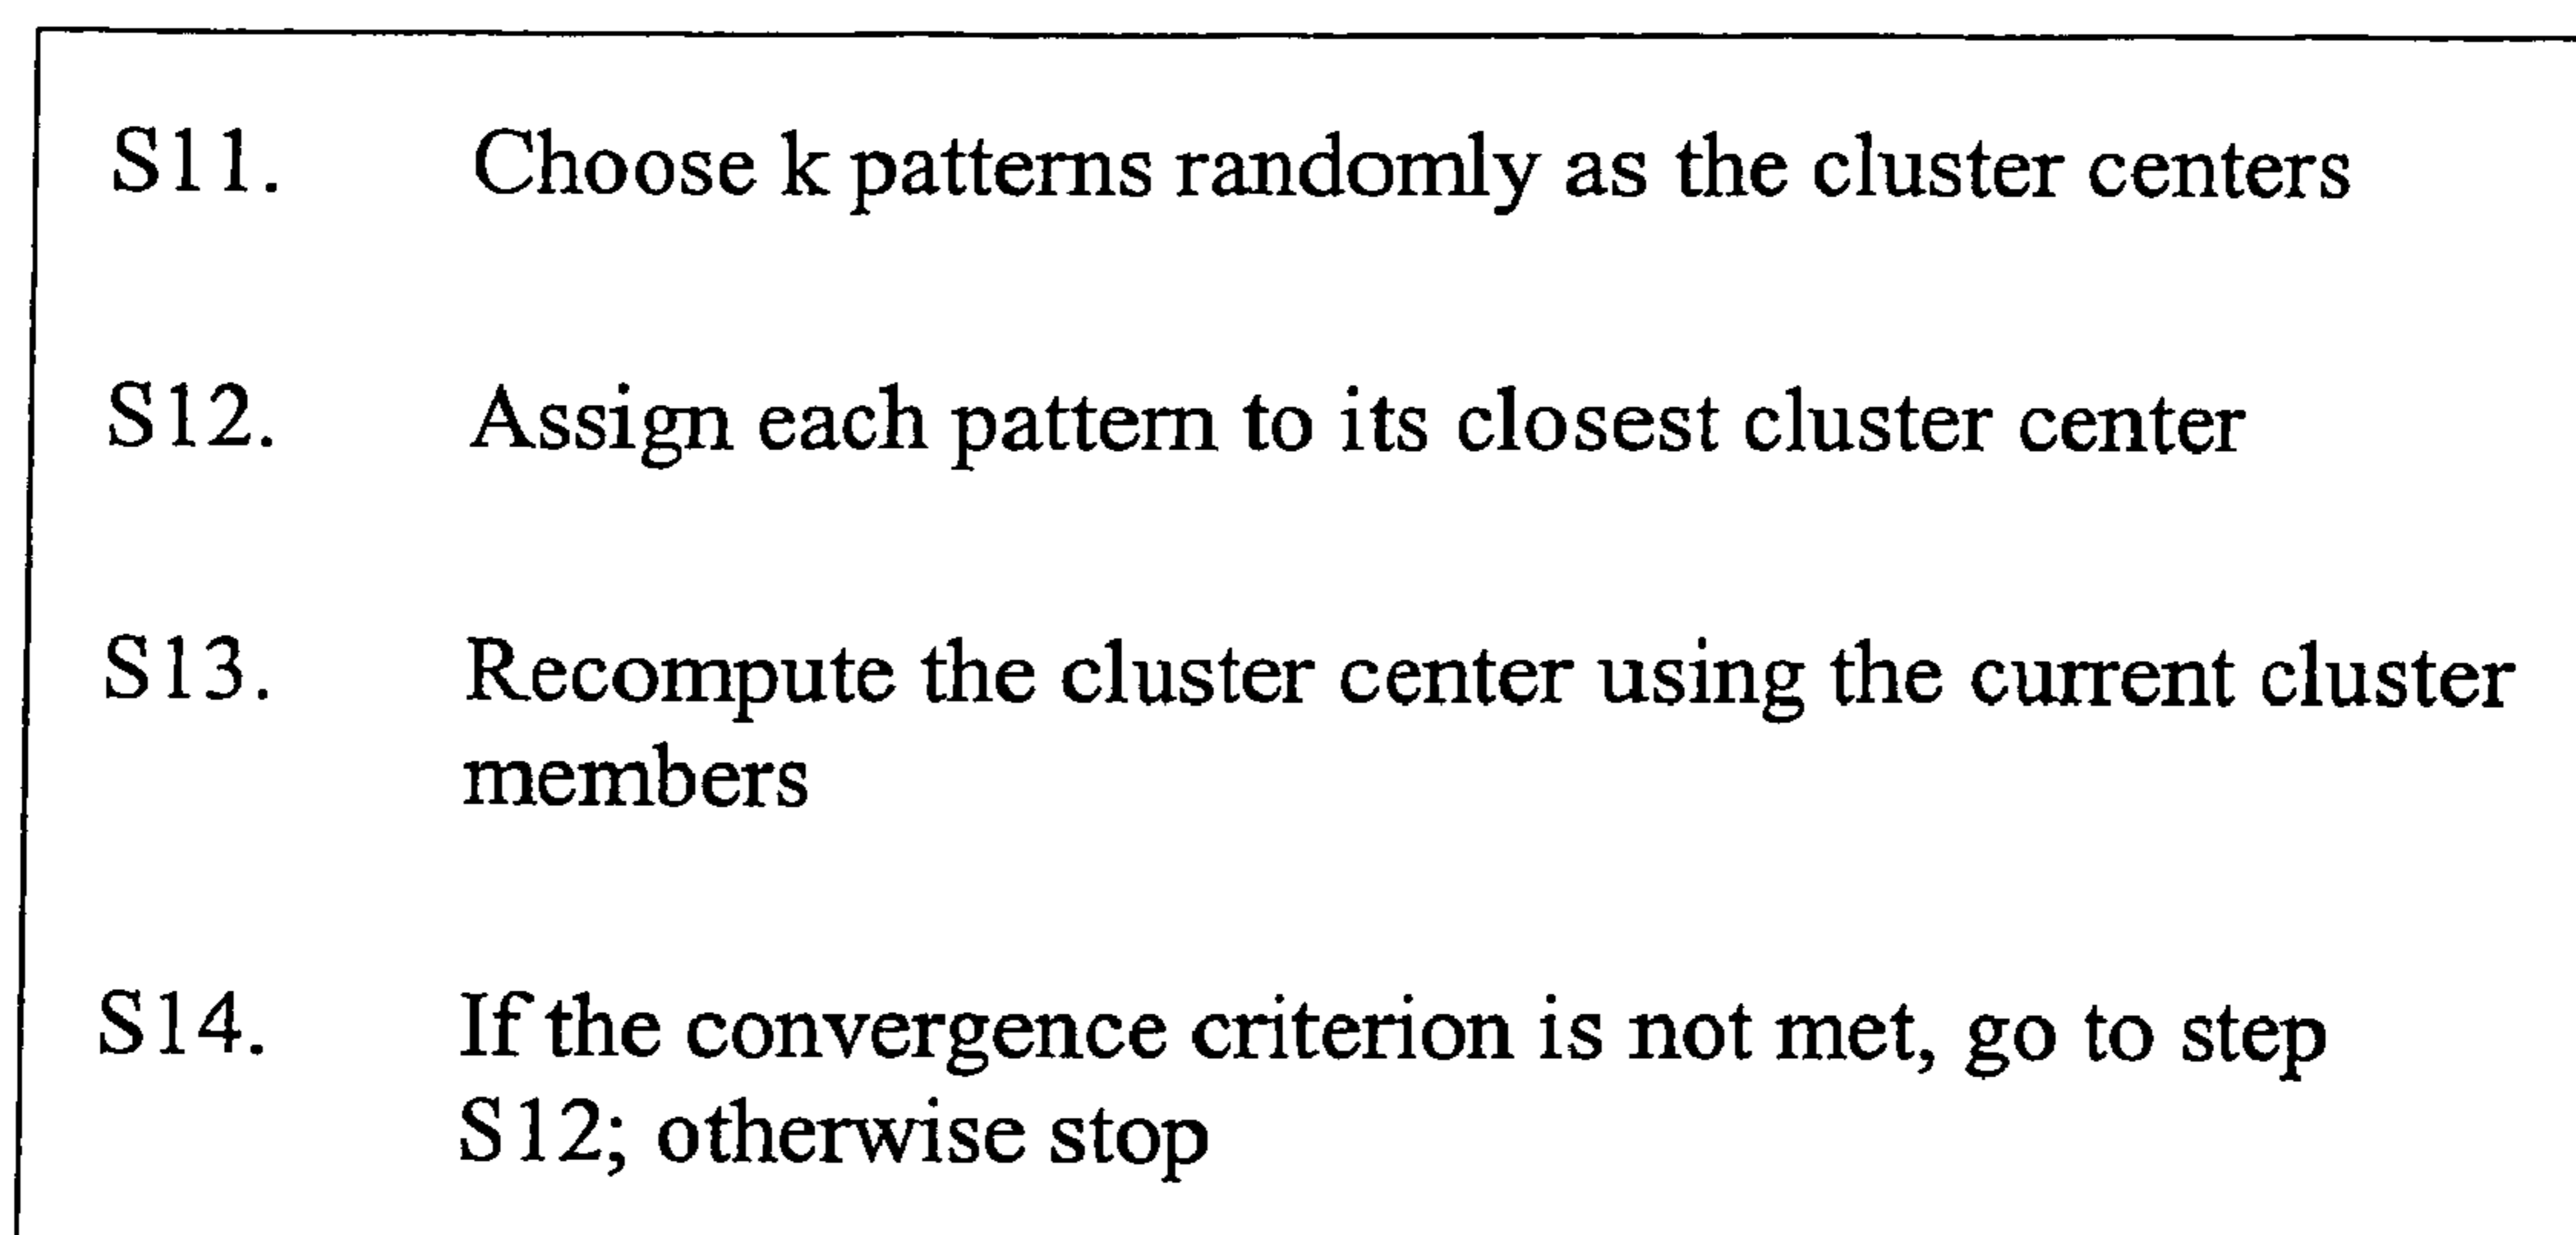 S11. Choose k patterns randomly as the cluster centers
S12. Assign each pattern to its closest cluster center
S13. Recompute the cluster center using the current cluster
members
S14. If the convergence criterion is not met, go to step
S12; otherwise stop